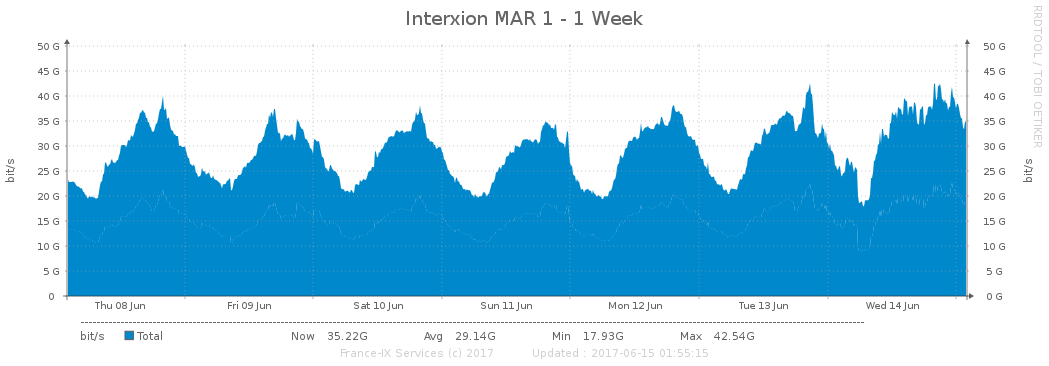 Interxion MAR 1 - 1 Week
RRDTOOL / TOBI OETIKER
bit/s
bit/s
50 G 50 G
45 G 45 G
40 G 40 G
35 G 35 G
30 G 30 G
25 G 25 G
20 G 20 G
15 G 15 G
10 G 10 G
5 G 5 G
0 0 G
Thu 08 Jun Fri 09 Jun Sat 10 Jun Sun 11 Jun Mon 12 Jun Tue 13 Jun Wed 14 Jun
bit/s Total Now 35.22G Avg 29.14G Min 17.93G Max 42.54G
France-IX Services (c) 2017 Updated : 2017-06-15 01:55:15